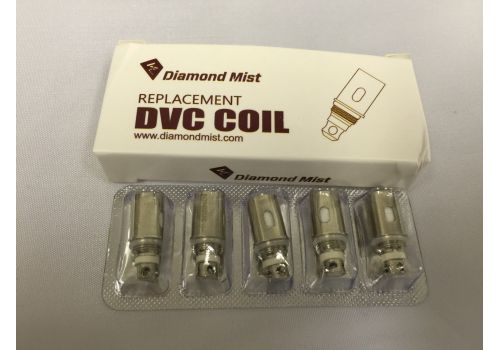 Diamond Mist
REPLACEMENT
DVC COIL
www.diamondmist.com
Diamond Mist